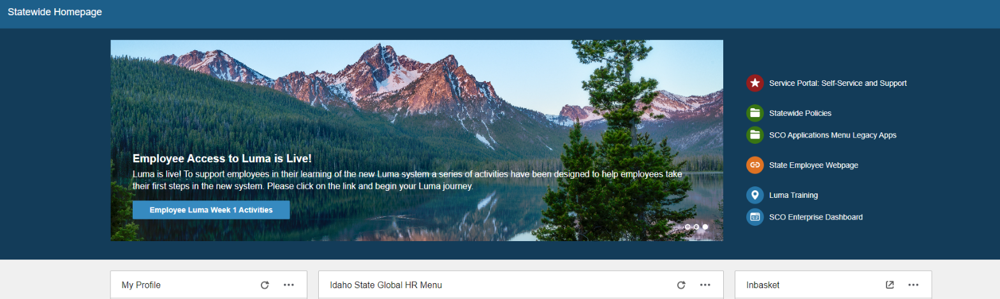 Statewide Homepage
Employee Access to Luma is Live!
Luma is live! To support employees in their learning of the new Luma system a series of activities have been designed to help employees take
their first steps in the new system. Please click on the link and begin your Luma journey.
Employee Luma Week 1 Activities
Service Portal: Self-Service and Support
Statewide Policies
SCO Applications Menu Legacy Apps
State Employee Webpage
Luma Training
SCO Enterprise Dashboard
My Profile
Idaho State Global HR Menu
Inbasket